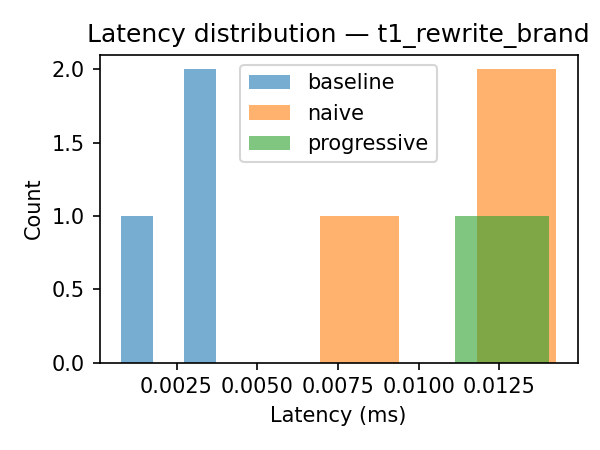 Latency distribution — t1_rewrite_brand
2.0
1.5
1.0
0.5
0.0
Count
baseline
naive
progressive
0.0025 0.0050 0.0075 0.0100 0.0125
Latency (ms)